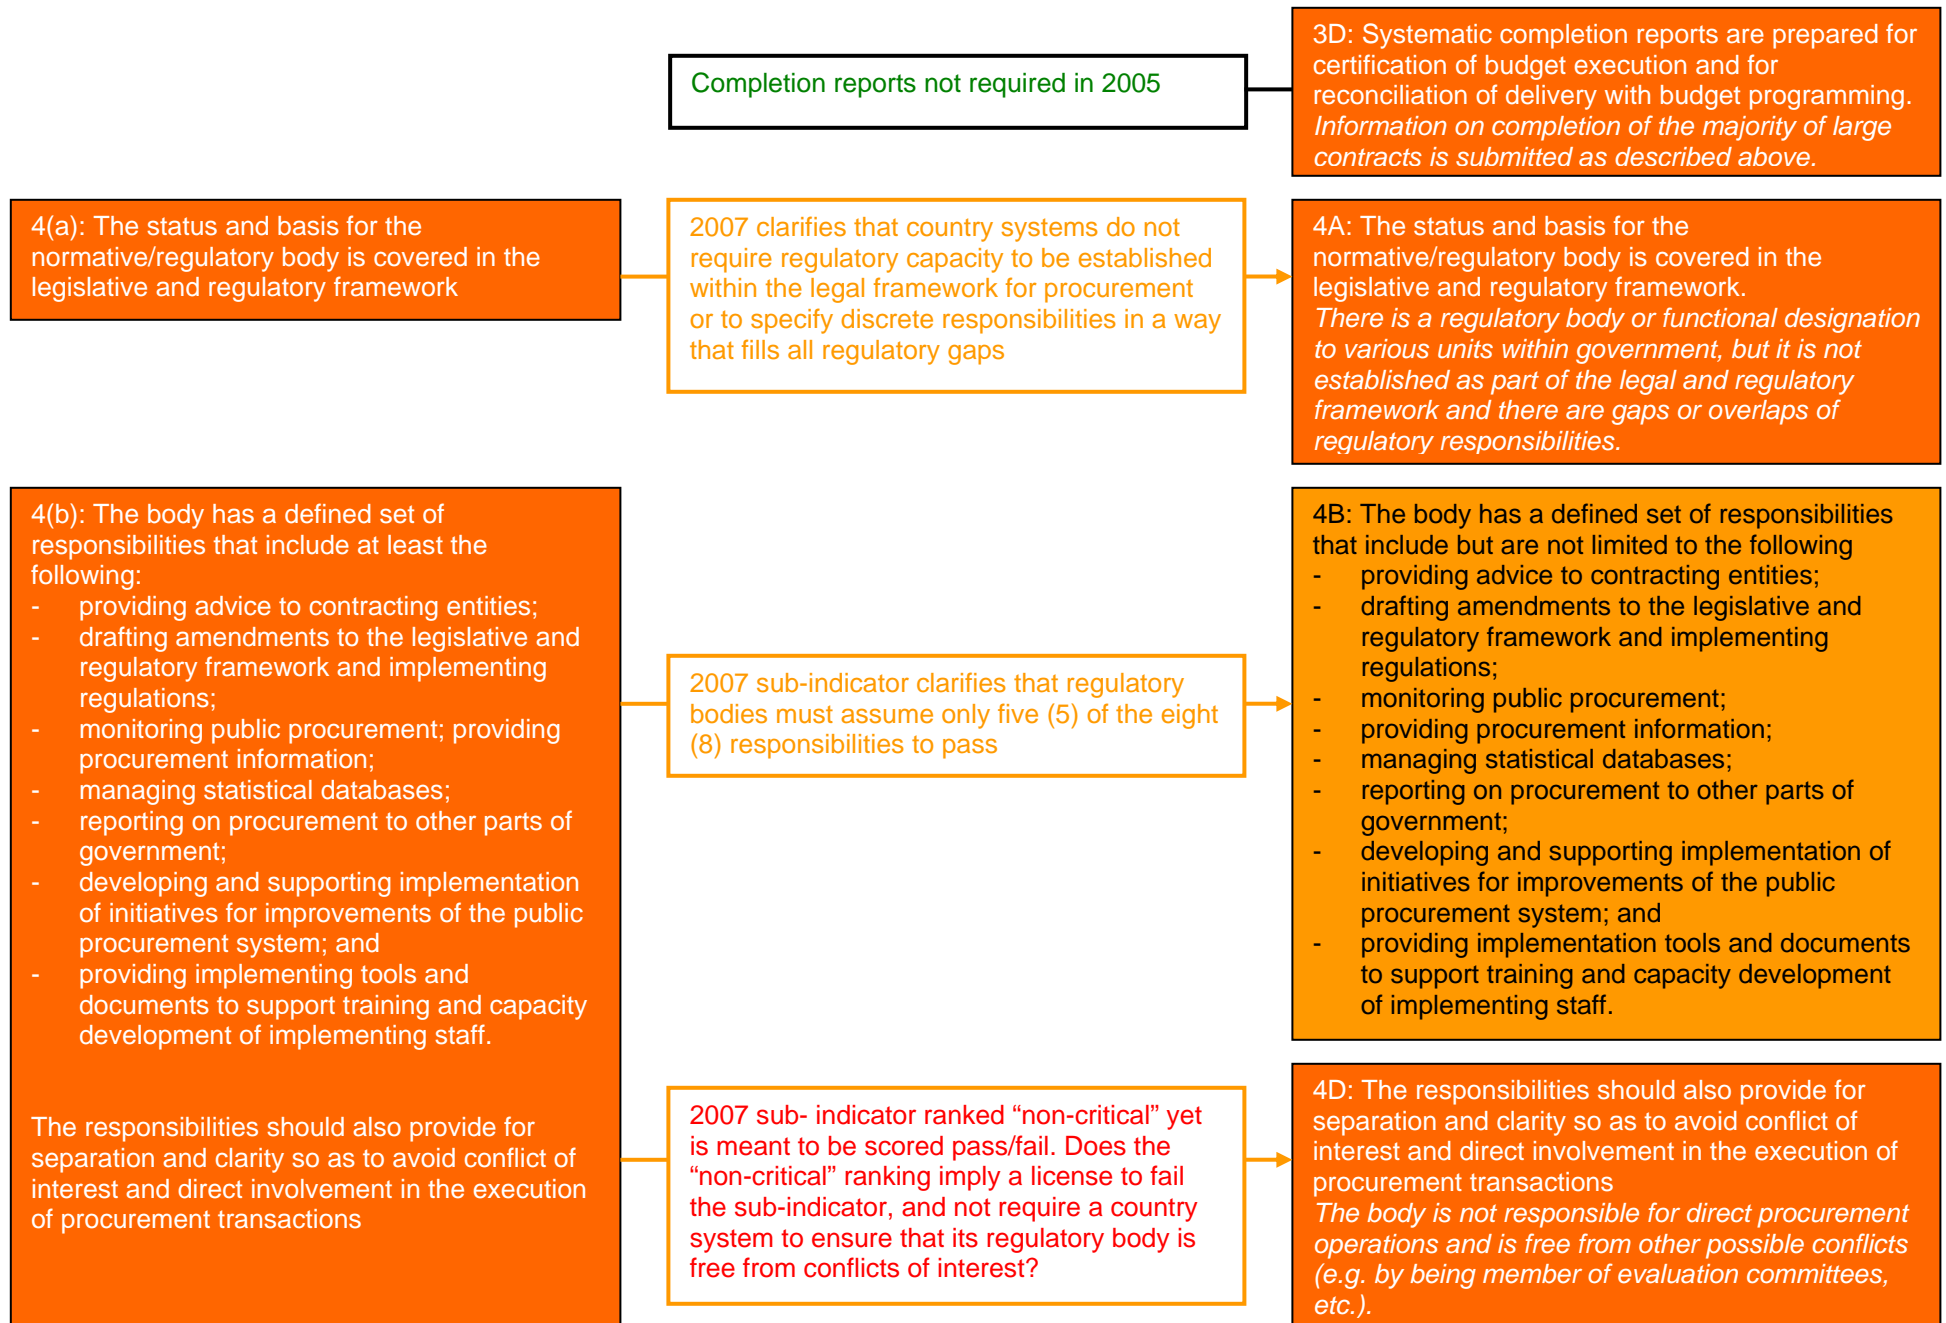 3D: Systematic completion reports are prepared for
certification of budget execution and for
reconciliation of delivery with budget programming.
Information on completion of the majority of large
contracts is submitted as described above.
Completion reports not required in 2005
4(a): The status and basis for the
normative/regulatory body is covered in the
legislative and regulatory framework
2007 clarifies that country systems do not
require regulatory capacity to be established
within the legal framework for procurement
or to specify discrete responsibilities in a way
that fills all regulatory gaps
4A: The status and basis for the
normative/regulatory body is covered in the
legislative and regulatory framework.
There is a regulatory body or functional designation
to various units within government, but it is not
established as part of the legal and regulatory
framework and there are gaps or overlaps of
regulatory responsibilities.
4(b): The body has a defined set of
responsibilities that include at least the
following:
- providing advice to contracting entities;
- drafting amendments to the legislative and
regulatory framework and implementing
regulations;
- monitoring public procurement; providing
procurement information;
- managing statistical databases;
- reporting on procurement to other parts of
government;
- developing and supporting implementation
of initiatives for improvements of the public
procurement system; and
- providing implementing tools and
documents to support training and capacity
development of implementing staff.
The responsibilities should also provide for
separation and clarity so as to avoid conflict of
interest and direct involvement in the execution
of procurement transactions
2007 sub-indicator clarifies that regulatory
bodies must assume only five (5) of the eight
(8) responsibilities to pass
4B: The body has a defined set of responsibilities
that include but are not limited to the following
- providing advice to contracting entities;
- drafting amendments to the legislative and
regulatory framework and implementing
regulations;
- monitoring public procurement;
- providing procurement information;
- managing statistical databases;
- reporting on procurement to other parts of
government;
- developing and supporting implementation of
initiatives for improvements of the public
procurement system; and
- providing implementation tools and documents
to support training and capacity development
of implementing staff.
2007 sub- indicator ranked “non-critical” yet
is meant to be scored pass/fail. Does the
“non-critical” ranking imply a license to fail
the sub-indicator, and not require a country
system to ensure that its regulatory body is
free from conflicts of interest?
4D: The responsibilities should also provide for
separation and clarity so as to avoid conflict of
interest and direct involvement in the execution of
procurement transactions
The body is not responsible for direct procurement
operations and is free from other possible conflicts
(e.g. by being member of evaluation committees,
etc.).